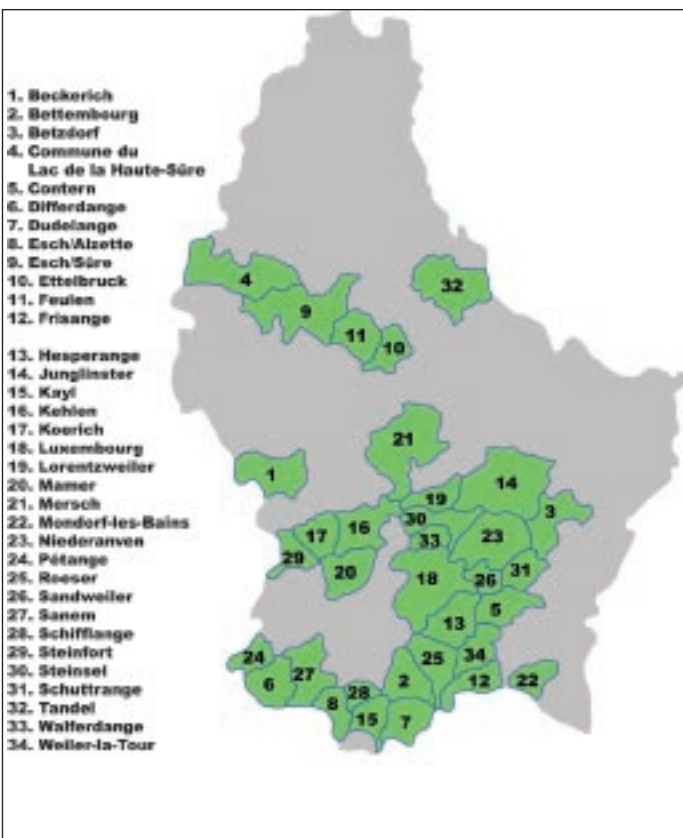 1. Beckerich
2. Bettembourg
3. Betzdorf
4. Commune du
Lac de la Haute-Sûre
5. Contern
6. Differdange
7. Dudelange
8. Esch/Alzette
9. Esch/Sûre
10. Ettelbruck
11. Feulen
12. Frisange
13. Hesperange
14. Junglinster
15. Kayl
16. Kehlen
17. Koerich
18. Luxembourg
19. Lorentzweiler
20. Mamer
21. Mersch
22. Mondorf-les-Bains
23. Niederanven
24. Pétange
25. Roeser
26. Sandweiler
27. Sanem
28. Schifflange
29. Steinfort
30. Steinsel
31. Schuttrange
32. Tandel
33. Walferdange
34. Weiler-la-Tour
4
32
9
11
10
21
1
14
19
3
30
17
16
23
33
29
20
31
18
26
5
13
34
25
24
27
6
2
12
22
28
8
15
7